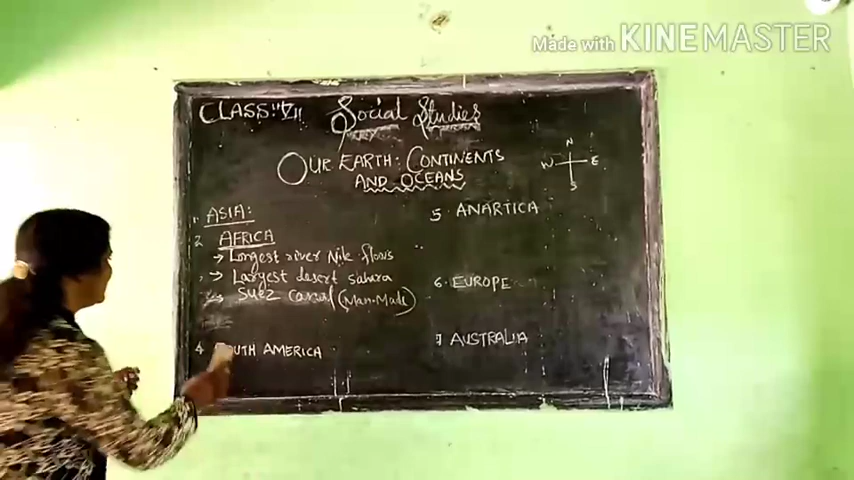 Made with KINEMASTER
CLASS: VII Social Studies
OUR EARTH: CONTINENTS
AND OCEANS
N
W E
S
1. ASIA:
2 AFRICA
→ Longest river Nile flows
→ Largest desert Sahara
→ Suez canal (Man-Made)
4 SOUTH AMERICA
5. ANARTICA
6. EUROPE
7 AUSTRALIA